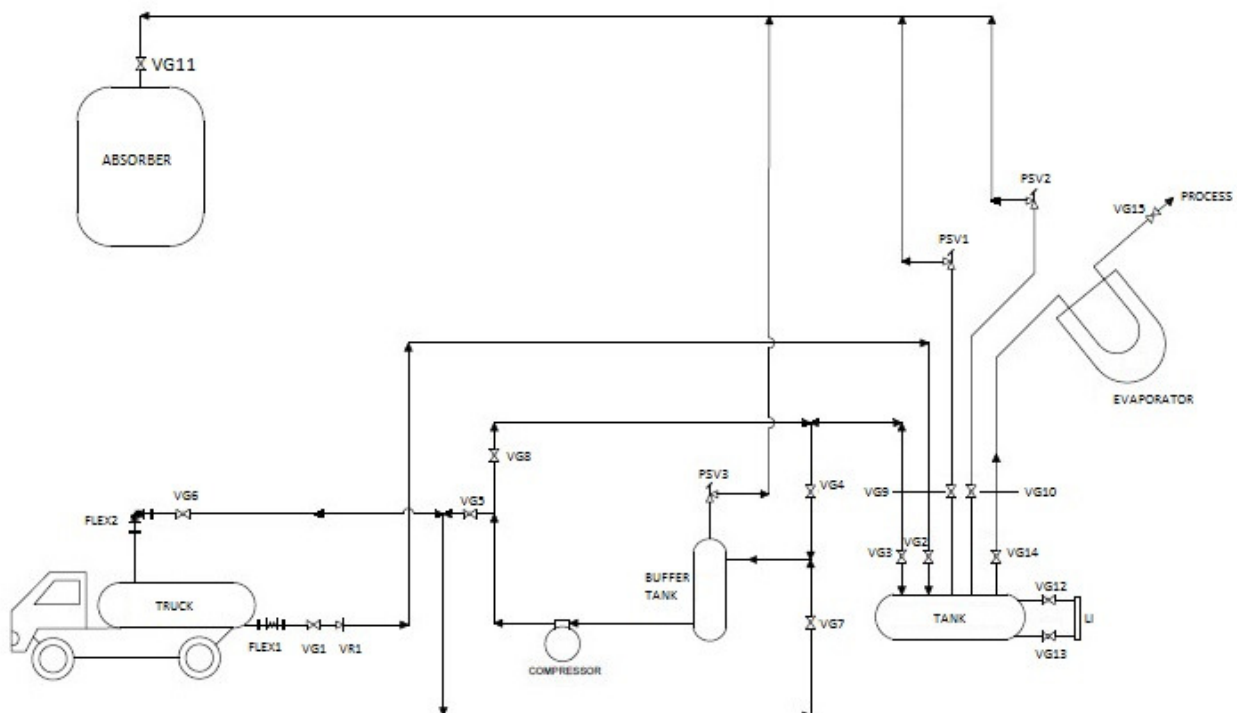 VG11
ABSORBER
PSV2
PROCESS
VG15
PSV1
EVAPORATOR
VG8
PSV3
VG4
VG9
VG10
VG6
VG5
FLEX2
VG3
VG2
VG14
BUFFER
TANK
VG12
TRUCK
TANK
LI
VG7
FLEX1
VG1
VR1
VG13
COMPRESSOR